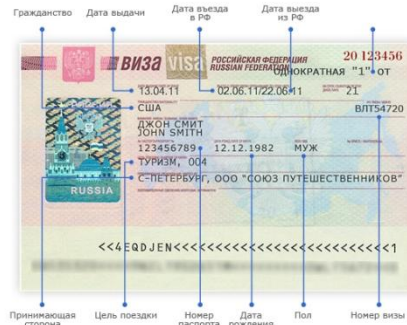 Гражданство Дата выдачи Дата въезда в РФ Дата выезда из РФ
ВИЗА visa РОССИЙСКАЯ ФЕДЕРАЦИЯ 20 123456
RUSSIAN FEDERATION
ОДНОКРАТНАЯ "1" ОТ
13.04.11 02.06.11/22.06.11 21
США ВЛТ54720
ДЖОН СМИТ
JOHN SMITH
123456789 12.12.1982 МУЖ
ТУРИЗМ, 004
С-ПЕТЕРБУРГ, ООО "СОЮЗ ПУТЕШЕСТВЕННИКОВ"
RUSSIA
<<4EQDJEN<<<<<<<<<<<<<<<<<<<<<<<1
Принимающая сторона Цель поездки Номер паспорта Дата рождения Пол Номер визы